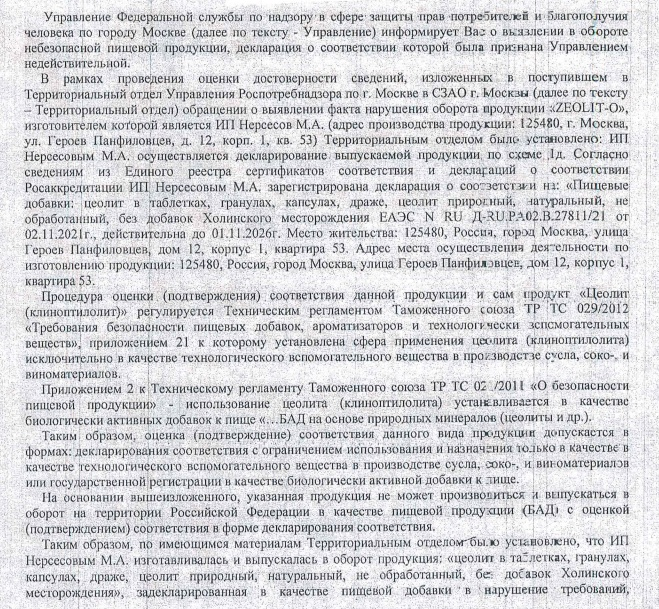 Управление Федеральной службы по надзору в сфере защиты прав потребителей и благополучия
человека по городу Москве (далее по тексту - Управление) информирует Вас о выявлении в обороте
небезопасной пищевой продукции, декларация о соответствии которой была признана Управлением
недействительной.
В рамках проведения оценки достоверности сведений, изложенных в поступившем в
Территориальный отдел Управления Роспотребнадзора по г. Москве в СЗАО г. Москвы (далее по тексту
– Территориальный отдел) обращении о выявлении факта нарушения оборота продукции «ZEOLIT-O»,
изготовителем которой является ИП Нерсесов М.А. (адрес производства продукции: 125480, г. Москва,
ул. Героев Панфиловцев, д. 12, корп. 1, кв. 53) Территориальным отделом было установлено: ИП
Нерсесовым М.А. осуществляется декларирование выпускаемой продукции по схеме 1д. Согласно
сведениям из Единого реестра сертификатов соответствия и деклараций о соответствии
Росаккредитации ИП Нерсесовым М.А. зарегистрирована декларация о соответствии на: «Пищевые
добавки: цеолит в таблетках, гранулах, капсулах, драже, цеолит природный, натуральный, не
обработанный, без добавок Холинского месторождения ЕАЭС N RU Д-RU.РА02.В.27811/21 от
02.11.2021г., действительна до 01.11.2026г. Место жительства: 125480, Россия, город Москва, улица
Героев Панфиловцев, дом 12, корпус 1, квартира 53. Адрес места осуществления деятельности по
изготовлению продукции: 125480, Россия, город Москва, улица Героев Панфиловцев, дом 12, корпус 1,
квартира 53.
Процедура оценки (подтверждения) соответствия данной продукции и сам продукт «Цеолит
(клиноптилолит)» регулируется Техническим регламентом Таможенного союза ТР ТС 029/2012
«Требования безопасности пищевых добавок, ароматизаторов и технологически вспомогательных
веществ», приложением 21 к которому установлена сфера применения цеолита (клиноптилолита)
исключительно в качестве технологического вспомогательного вещества в производстве сусла, соко-, и
виноматериалов.
Приложением 2 к Техническому регламенту Таможенного союза ТР ТС 021/2011 «О безопасности
пищевой продукции» - использование цеолита (клиноптилолита) устанавливается в качестве
биологически активных добавок к пище «…БАД на основе природных минералов (цеолиты и др.).
Таким образом, оценка (подтверждение) соответствия данного вида продукции допускается в
формах: декларирования соответствия с ограничением использования и назначения только в качестве в
качестве технологического вспомогательного вещества в производстве сусла, соко-, и виноматериалов
или государственной регистрации в качестве биологически активной добавки к пище.
На основании вышеизложенного, указанная продукция не может производиться и выпускаться в
оборот на территории Российской Федерации в качестве пищевой продукции (БАД) с оценкой
(подтверждением) соответствия в форме декларирования соответствия.
Таким образом, по имеющимся материалам Территориальным отделом было установлено, что ИП
Нерсесовым М.А. изготавливалась и выпускалась в оборот продукция: «цеолит в таблетках, гранулах,
капсулах, драже, цеолит природный, натуральный, не обработанный, без добавок Холинского
месторождения», задекларированная в качестве пищевой добавки в нарушение требований,